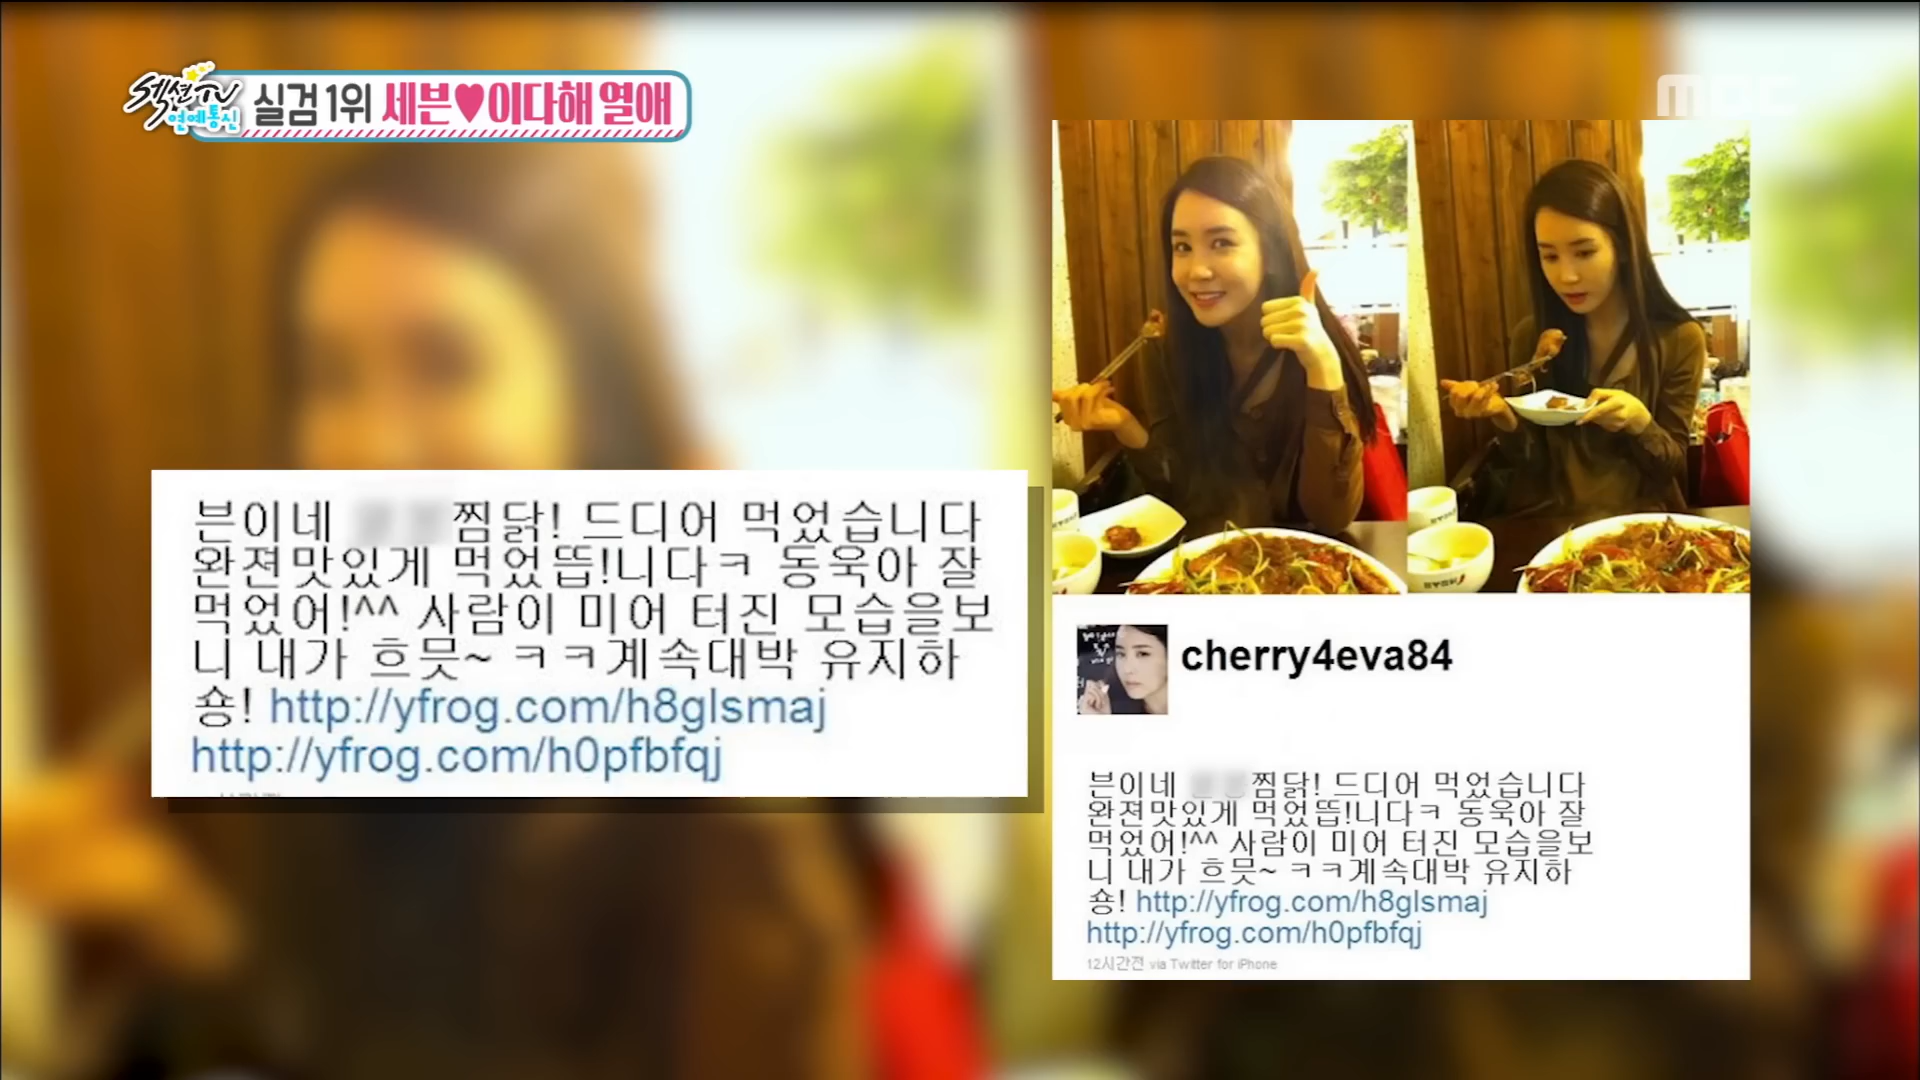 섹션TV
연예통신
실검 1위 세븐♥이다해 열애
mbc
븐이네 찜닭! 드디어 먹었습니다
완젼맛있게 먹었뜹!니다ㅋ 동욱아 잘
먹었어!^^ 사람이 미어 터진 모습을보
니 내가 흐믓~ ㅋㅋ계속대박 유지하
숑! http://yfrog.com/h8glsmaj
http://yfrog.com/h0pfbfqj
cherry4eva84
븐이네 찜닭! 드디어 먹었습니다
완젼맛있게 먹었뜹!니다ㅋ 동욱아 잘
먹었어!^^ 사람이 미어 터진 모습을보
니 내가 흐믓~ ㅋㅋ계속대박 유지하
숑! http://yfrog.com/h8glsmaj
http://yfrog.com/h0pfbfqj
12시간전 via Twitter for iPhone